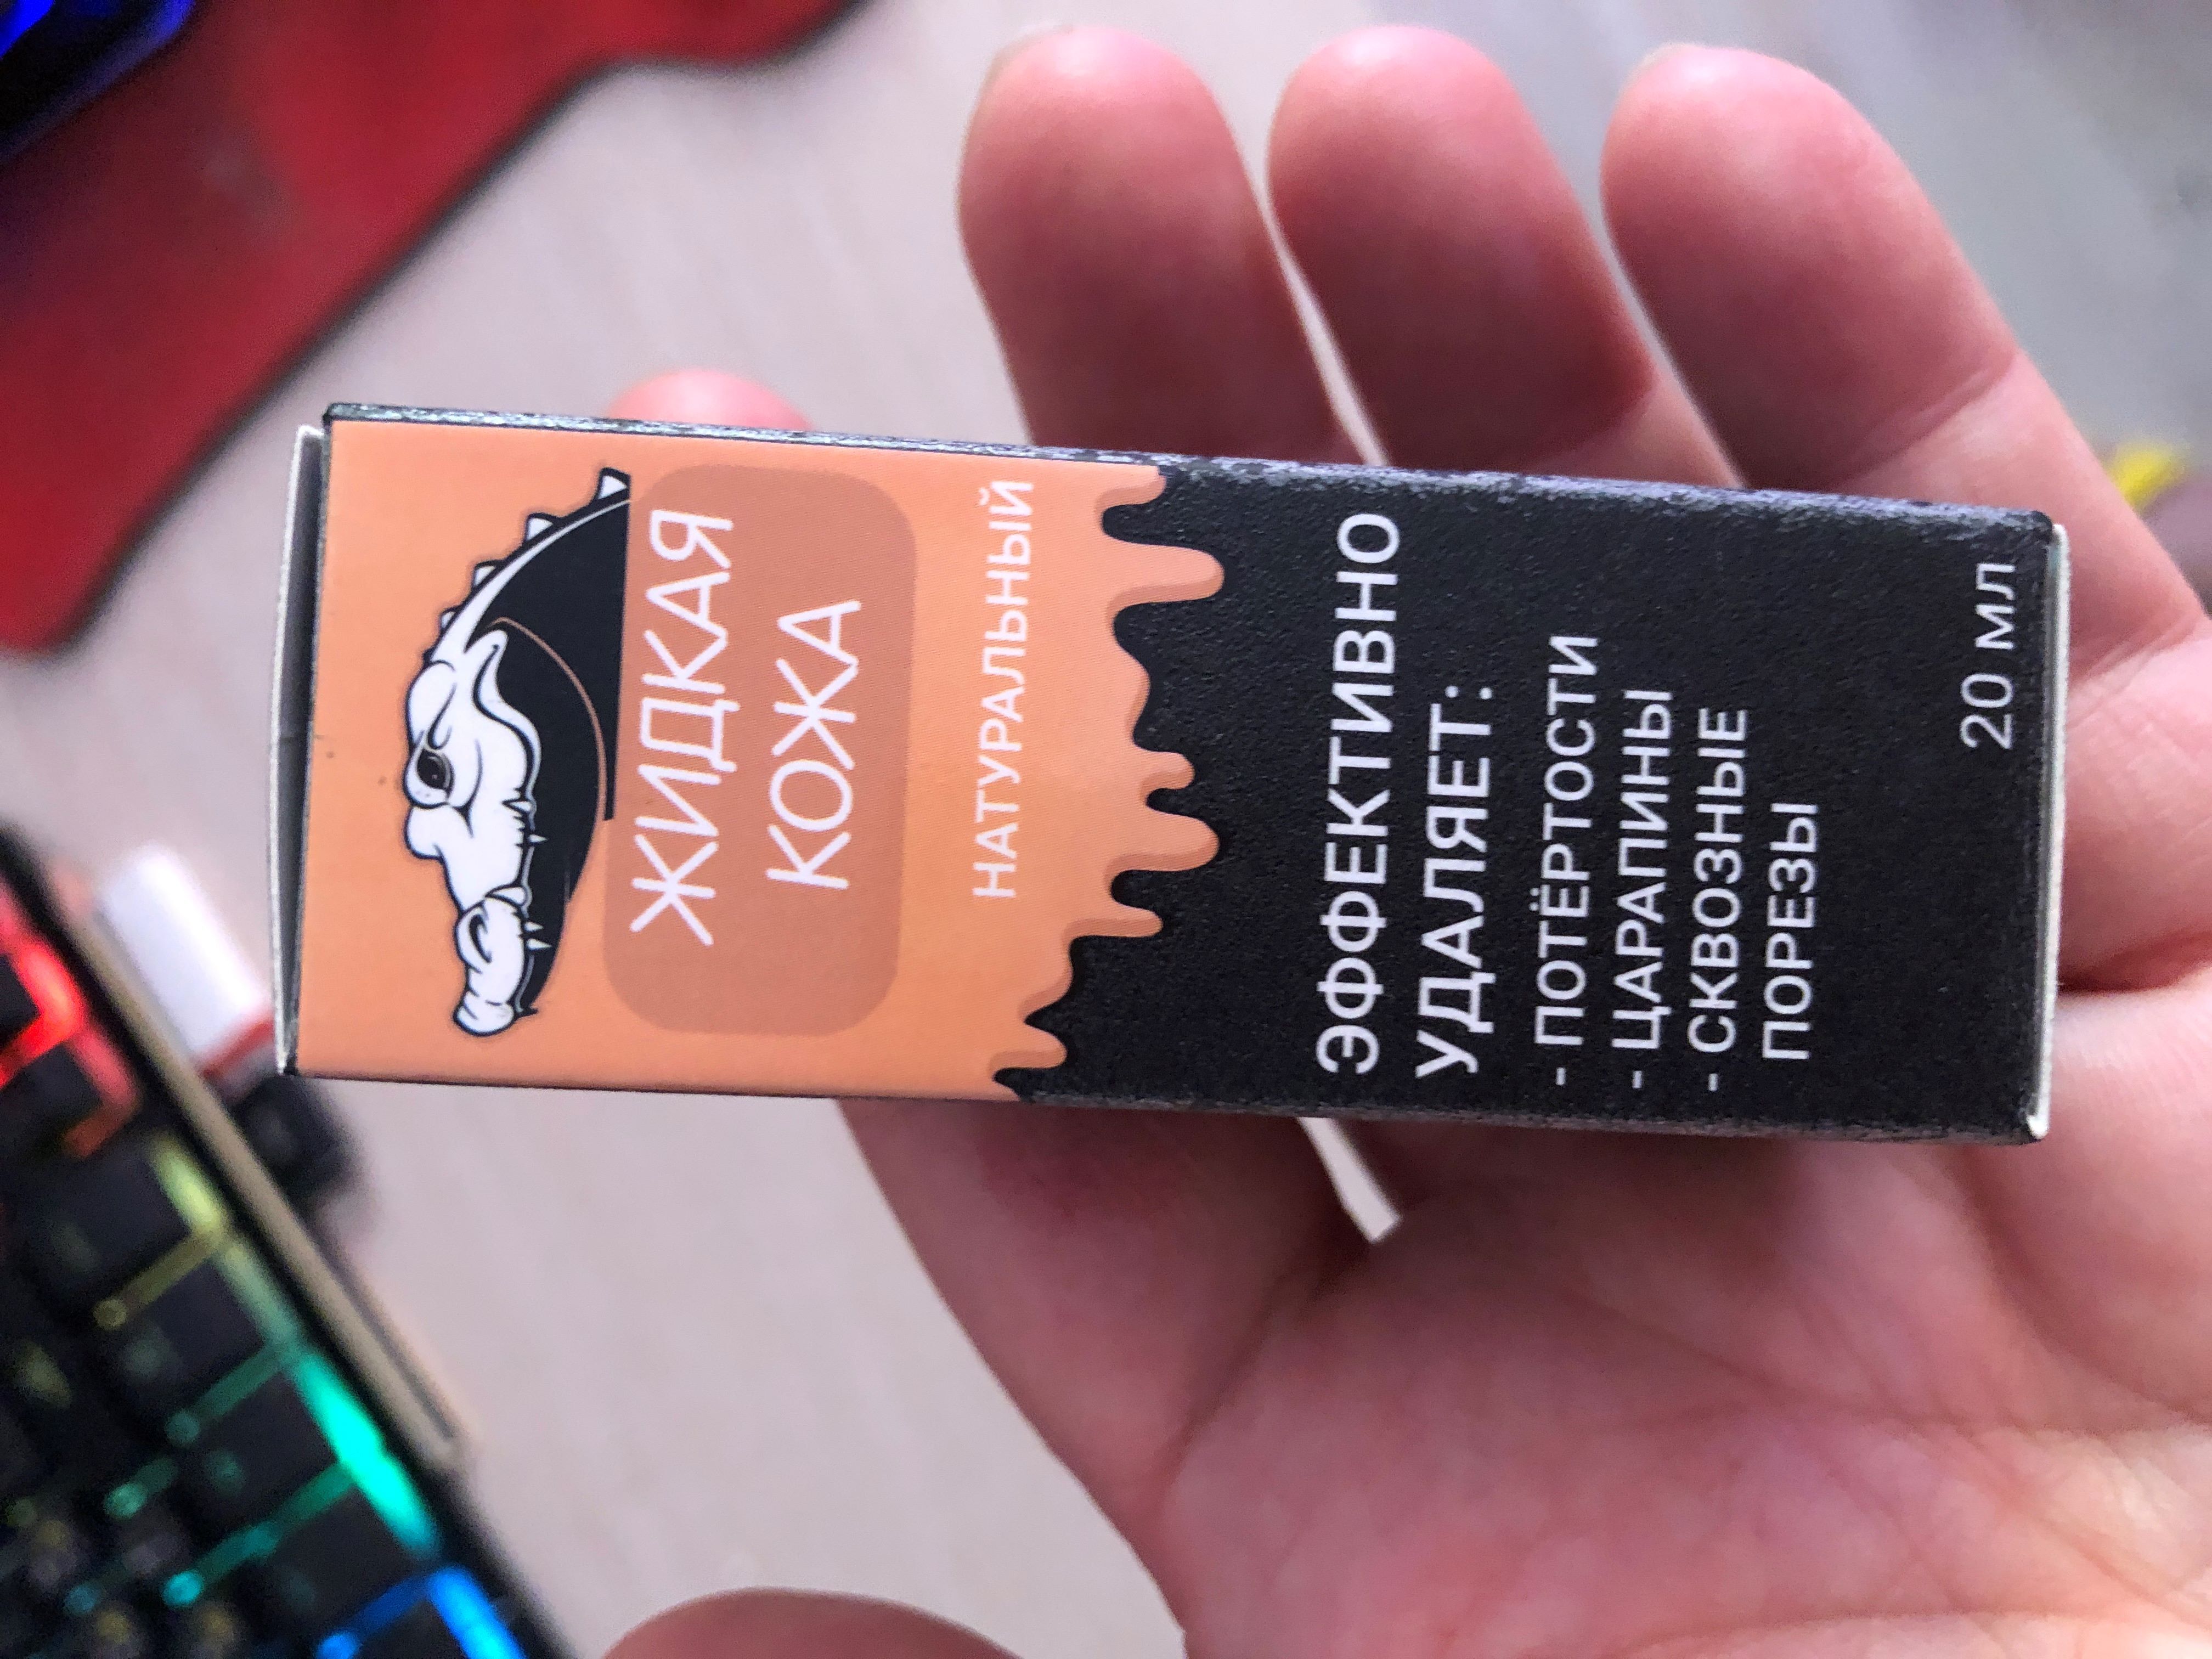 ЖИДКАЯ
КОЖА
НАТУРАЛЬНЫЙ
ЭФФЕКТИВНО
УДАЛЯЕТ:
- ПОТЁРТОСТИ
- ЦАРАПИНЫ
- СКВОЗНЫЕ
ПОРЕЗЫ
20 МЛ